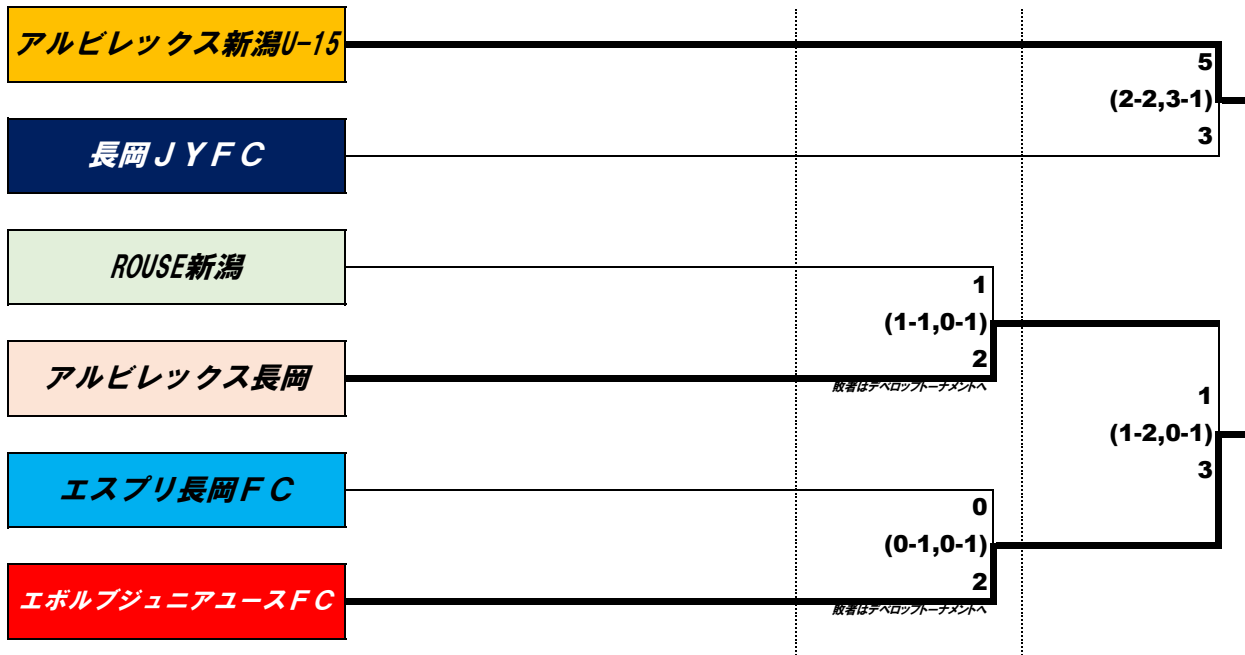 アルビレックス新潟U-15
5
(2-2,3-1)
3
長岡ＪＹＦＣ
ROUSE新潟
1
(1-1,0-1)
2
敗者はデベロップトーナメントへ
アルビレックス長岡
1
(1-2,0-1)
3
エスプリ長岡ＦＣ
0
(0-1,0-1)
2
敗者はデベロップトーナメントへ
エボルブジュニアユースＦＣ